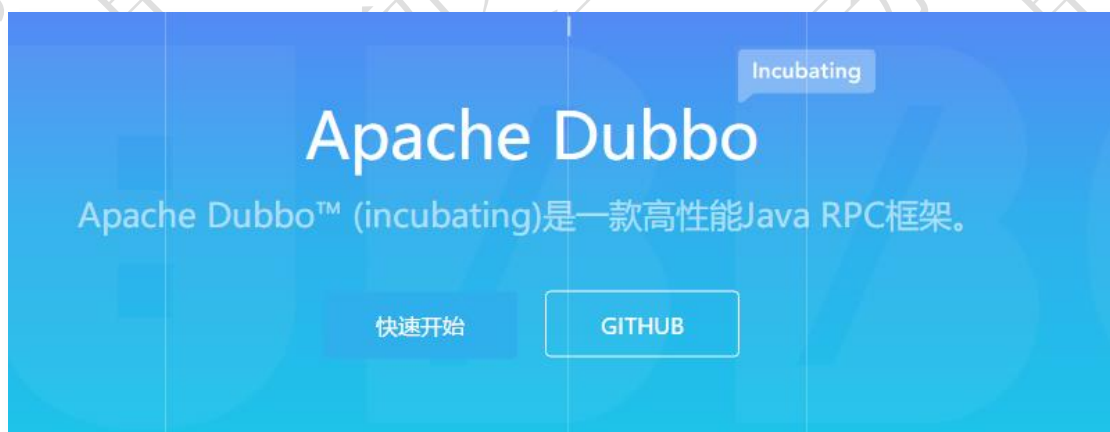 Incubating
Apache Dubbo
Apache Dubbo™ (incubating)是一款高性能Java RPC框架。
快速开始
GITHUB